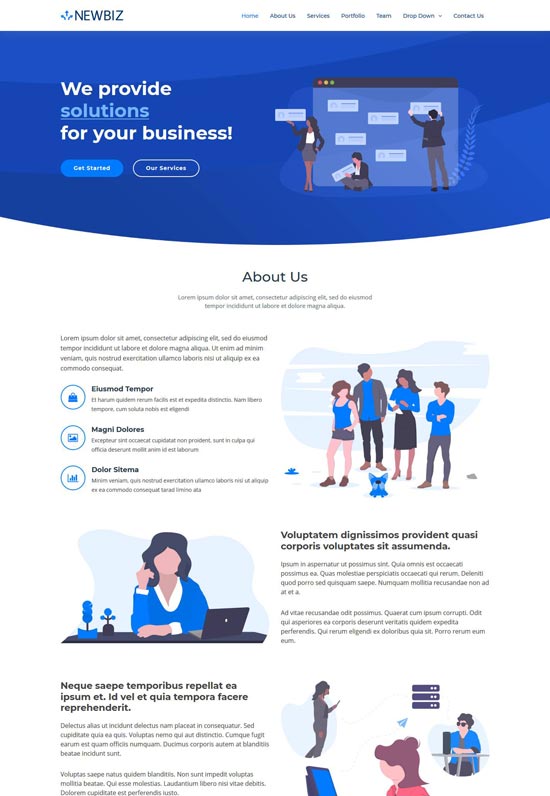 NEWBIZ
Home About Us Services Portfolio Team Drop Down Contact Us
We provide
solutions
for your business!
Get Started Our Services
About Us
Lorem ipsum dolor sit amet, consectetur adipiscing elit, sed do eiusmod
tempor incididunt ut labore et dolore magna aliqua.
Lorem ipsum dolor sit amet, consectetur adipiscing elit, sed do eiusmod
tempor incididunt ut labore et dolore magna aliqua. Ut enim ad minim
veniam, quis nostrud exercitation ullamco laboris nisi ut aliquip ex ea
commodo consequat.
Eiusmod Tempor
Et harum quidem rerum facilis est et expedita distinctio. Nam libero
tempore, cum soluta nobis est eligendi
Magni Dolores
Excepteur sint occaecat cupidatat non proident, sunt in culpa qui
officia deserunt mollit anim id est laborum
Dolor Sitema
Minim veniam, quis nostrud exercitation ullamco laboris nisi ut aliquip
ex ea commodo consequat tarad limino ata
Voluptatem dignissimos provident quasi
corporis voluptates sit assumenda.
Ipsum in aspernatur ut possimus sint. Quia omnis est occaecati
possimus ea. Quas molestiae perspiciatis occaecati qui rerum. Deleniti
quod porro sed quisquam saepe. Numquam mollitia recusandae non ad
at et a.
Ad vitae recusandae odit possimus. Quaerat cum ipsum corrupti. Odit
qui asperiores ea corporis deserunt veritatis quidem expedita
perferendis. Qui rerum eligendi ex doloribus quia sit. Porro rerum eum
eum.
Neque saepe temporibus repellat ea
ipsum et. Id vel et quia tempora facere
reprehenderit.
Delectus alias ut incidunt delectus nam placeat in consequatur. Sed
cupiditate quia ea quis. Voluptas nemo qui aut distinctio. Cumque fugit
earum est quam officiis numquam. Ducimus corporis autem at blanditiis
beatae incidunt sunt.
Voluptas saepe natus quidem blanditiis. Non sunt impedit voluptas
mollitia beatae. Qui esse molestias. Laudantium libero nisi vitae debitis.
Dolorem cupiditate est perferendis iusto.